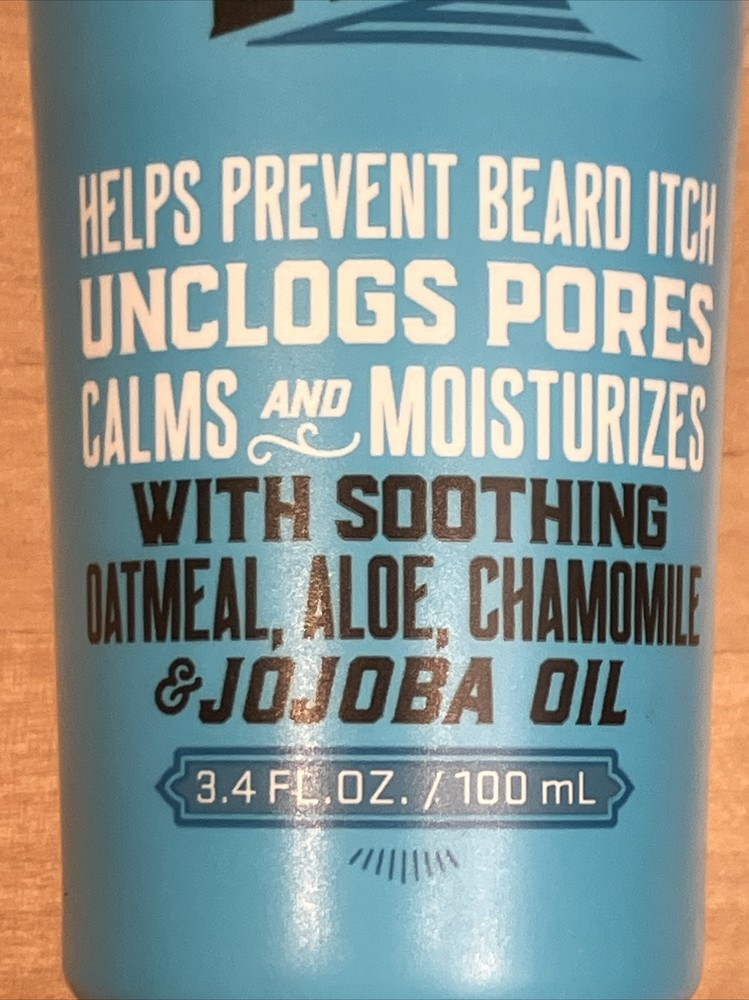 HELPS PREVENT BEARD ITCH
UNCLOGS PORES
CALMS AND MOISTURIZES
WITH SOOTHING
OATMEAL, ALOE, CHAMOMILE
& JOJOBA OIL
3.4 FL.OZ. / 100 mL